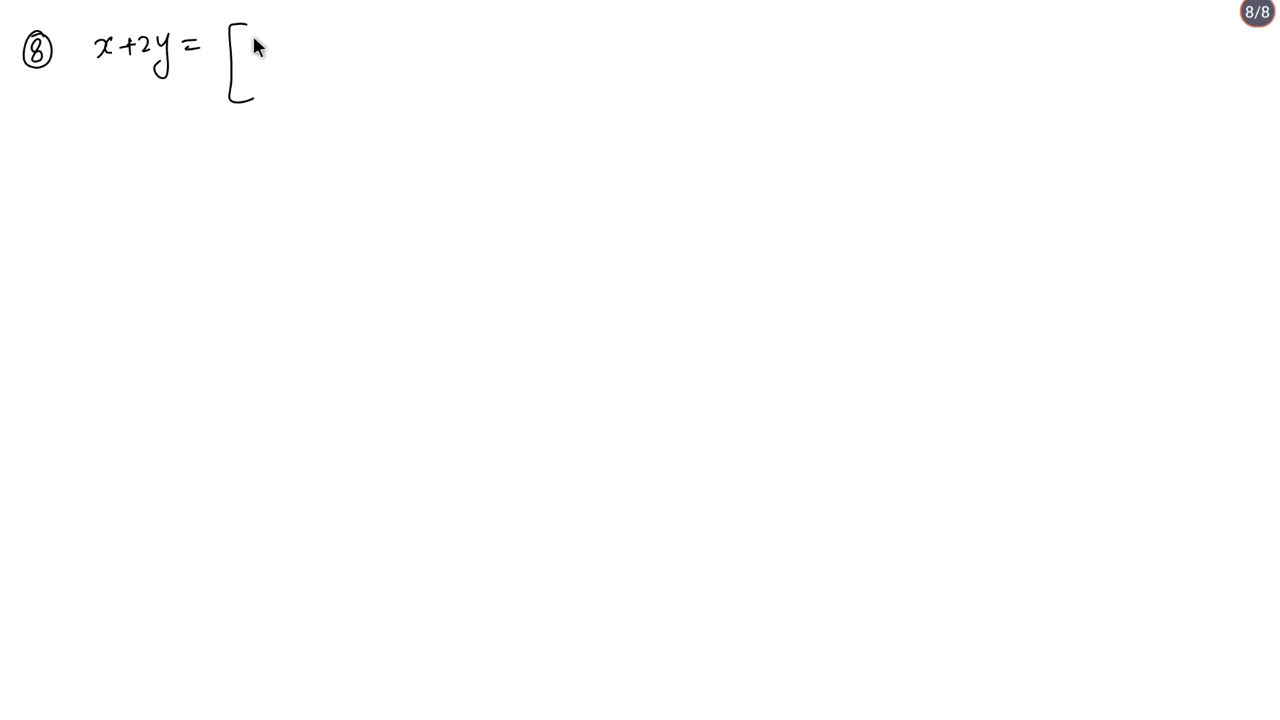 ⑧ x+2y = [
8/8